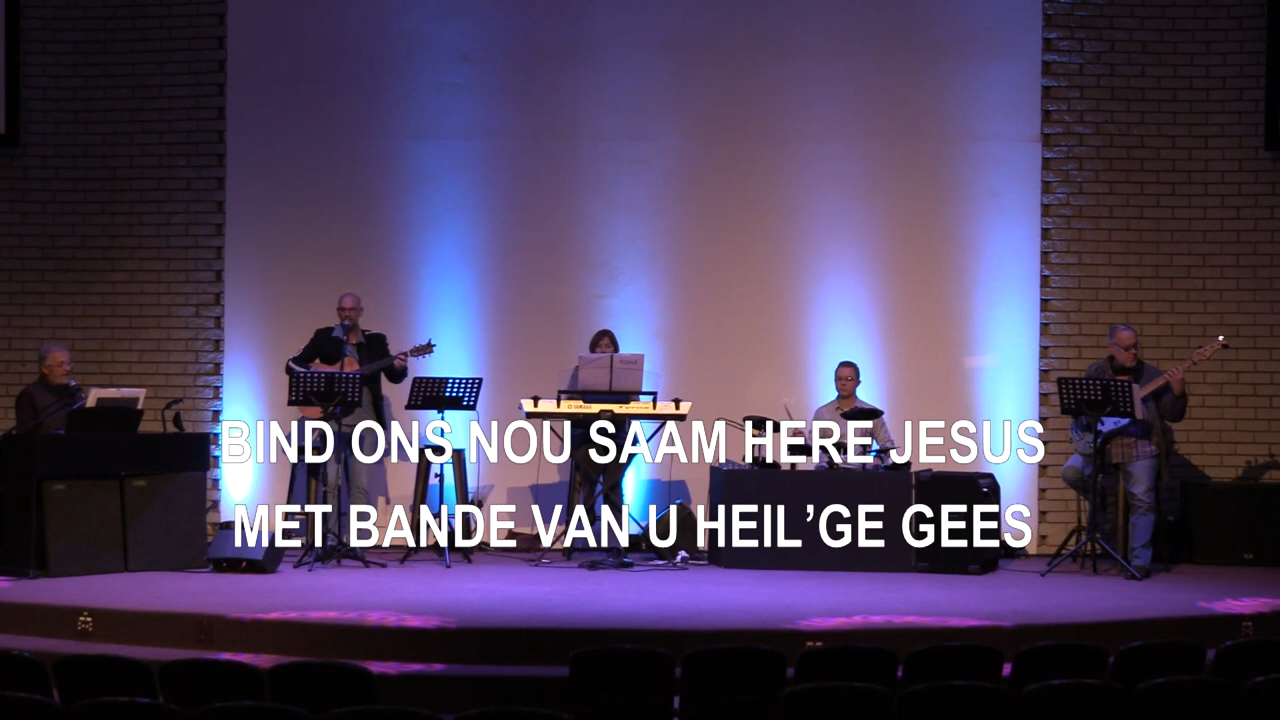 BIND ONS NOU SAAM HERE JESUS
MET BANDE VAN U HEIL’GE GEES